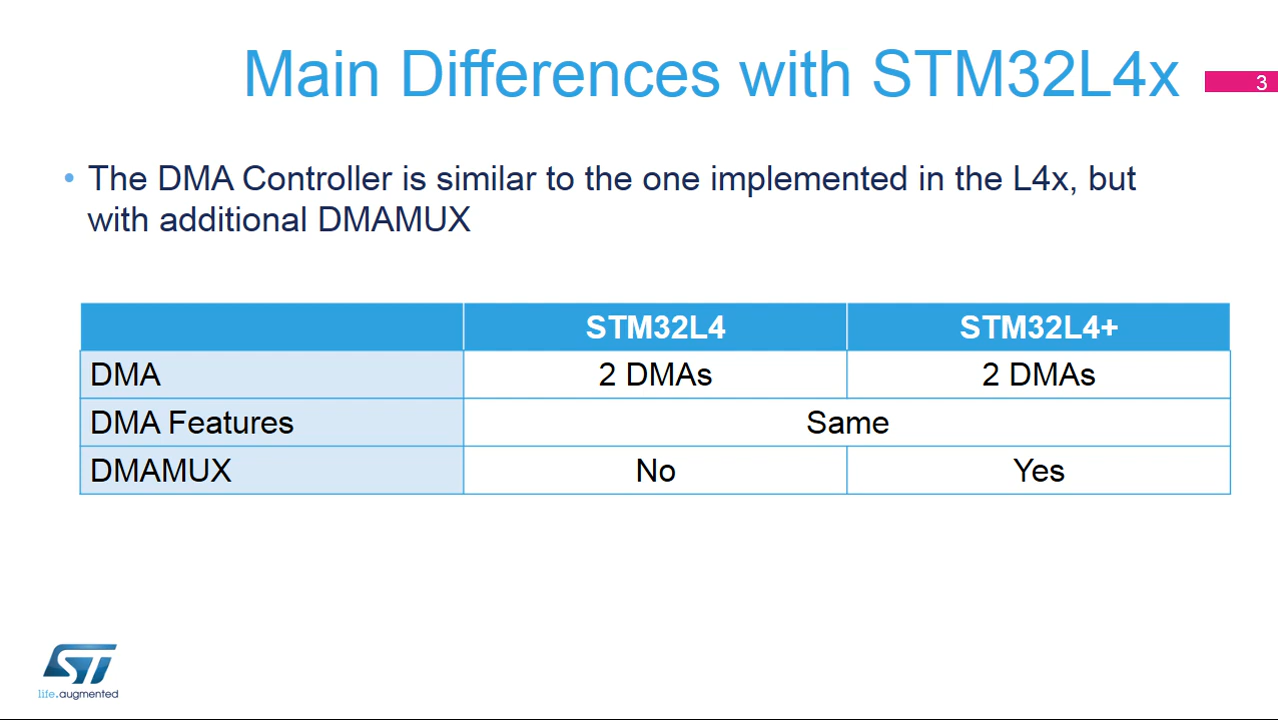 Main Differences with STM32L4x
3
• The DMA Controller is similar to the one implemented in the L4x, but
with additional DMAMUX
STM32L4 STM32L4+
DMA 2 DMAs 2 DMAs
DMA Features Same
DMAMUX No Yes
ST
life.augmented